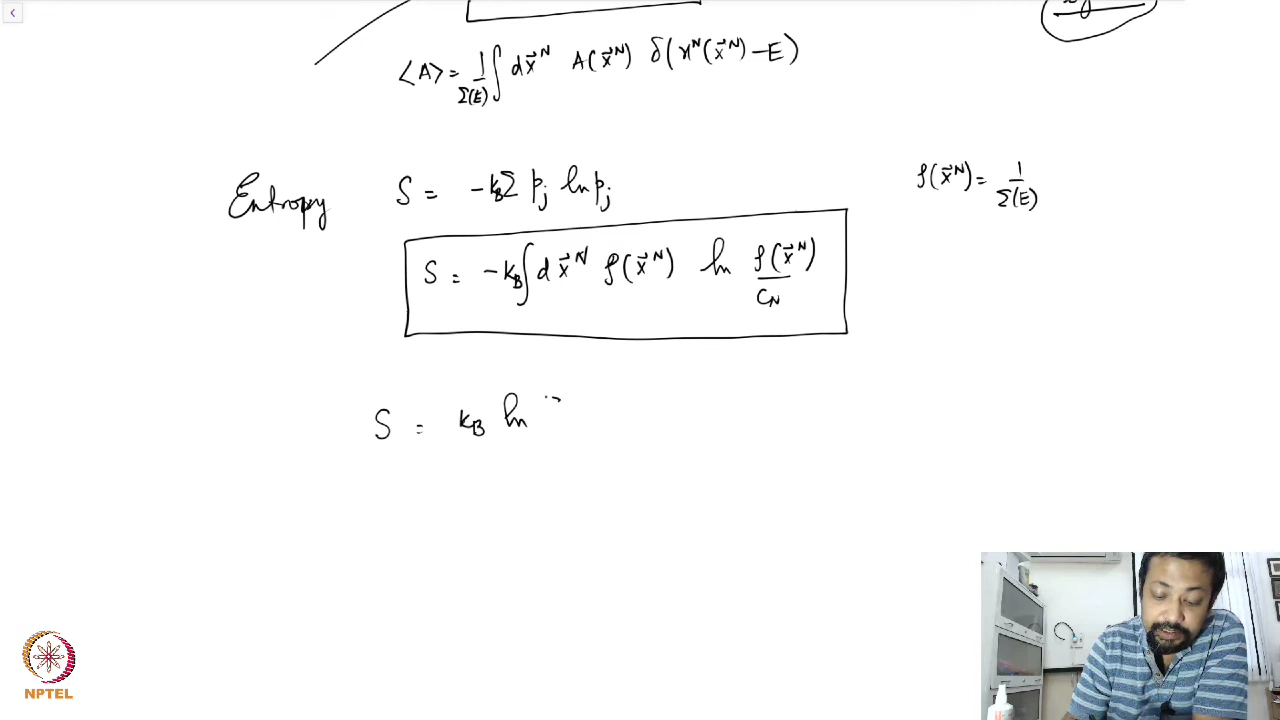 ⟨A⟩ = 1/Σ(E) ∫ dx⃗ᴺ A(x⃗ᴺ) δ(Hᴺ(x⃗ᴺ) − E)
Entropy S = −k_B Σ p_j ln p_j
ρ(x⃗ᴺ) = 1/Σ(E)
S = −k_B ∫ dx⃗ᴺ ρ(x⃗ᴺ) ln ρ(x⃗ᴺ)/C_N
S = k_B ln
NPTEL